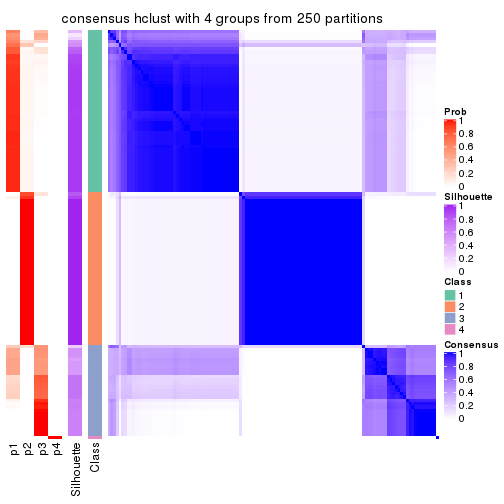 consensus hclust with 4 groups from 250 partitions
Prob
1
0.8
0.6
0.4
0.2
0
Silhouette
1
0.8
0.6
0.4
0.2
0
Class
1
2
3
4
Consensus
1
0.8
0.6
0.4
0.2
0
p1
p2
p3
p4
Silhouette
Class